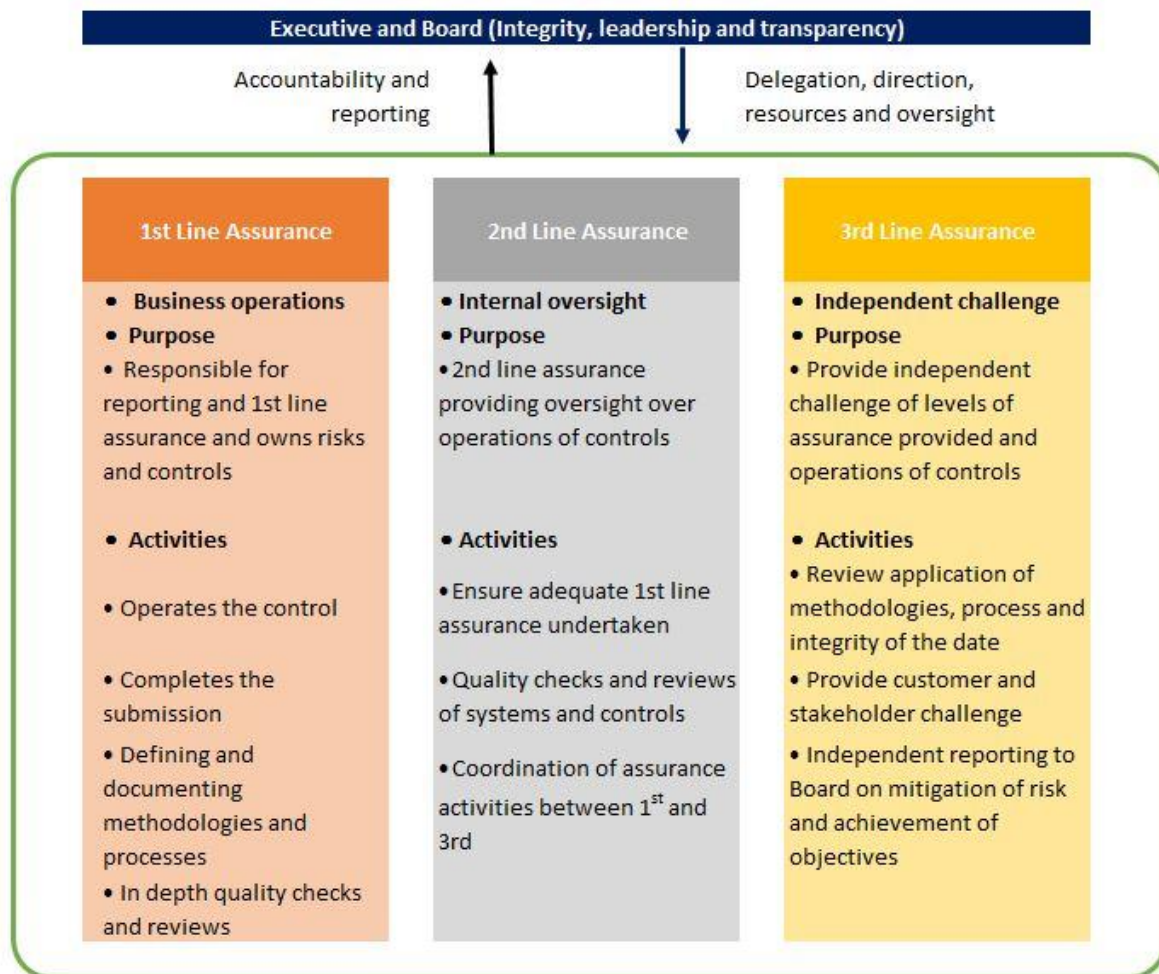 Executive and Board (Integrity, leadership and transparency)
Accountability and
reporting
Delegation, direction,
resources and oversight
1st Line Assurance
• Business operations
• Purpose
• Responsible for
reporting and 1st line
assurance and owns risks
and controls
• Activities
• Operates the control
• Completes the
submission
• Defining and
documenting
methodologies and
processes
• In depth quality checks
and reviews
2nd Line Assurance
• Internal oversight
• Purpose
• 2nd line assurance
providing oversight over
operations of controls
• Activities
• Ensure adequate 1st line
assurance undertaken
• Quality checks and reviews
of systems and controls
• Coordination of assurance
activities between 1st and
3rd
3rd Line Assurance
• Independent challenge
• Purpose
• Provide independent
challenge of levels of
assurance provided and
operations of controls
• Activities
• Review application of
methodologies, process and
integrity of the date
• Provide customer and
stakeholder challenge
• Independent reporting to
Board on mitigation of risk
and achievement of
objectives